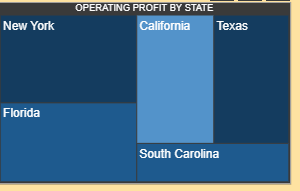 OPERATING PROFIT BY STATE
New York
California
Texas
Florida
South Carolina